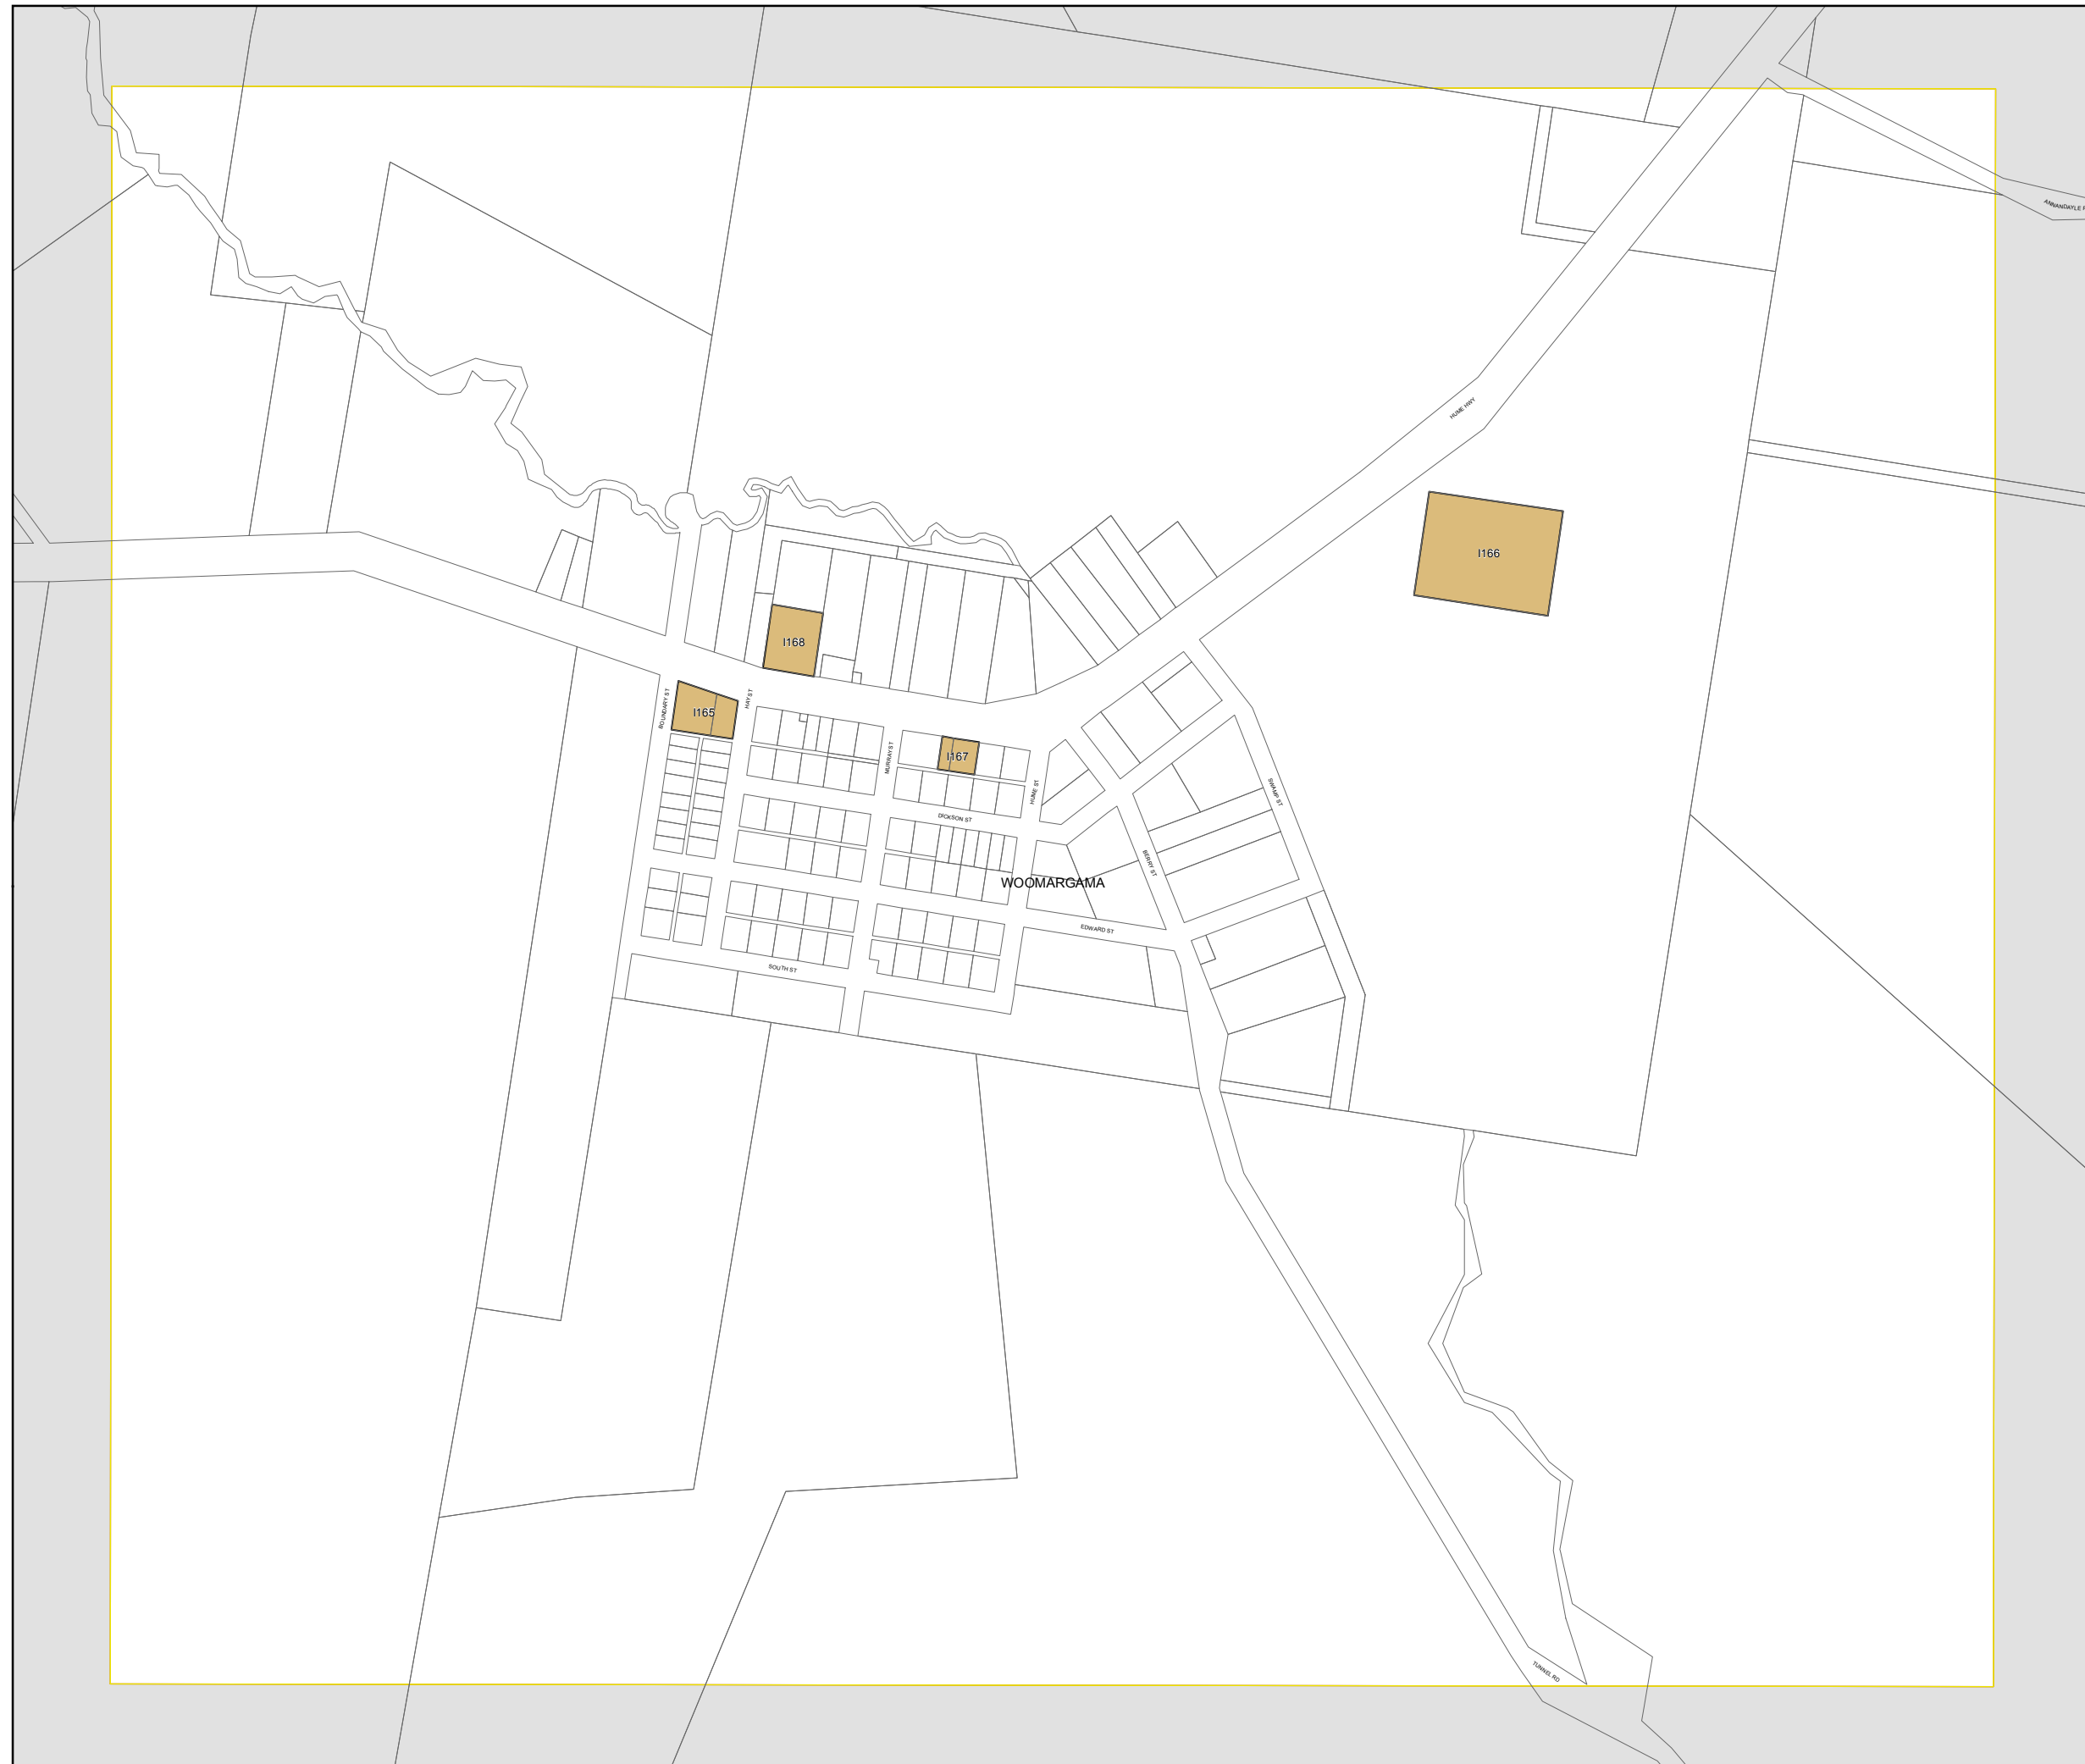 ANNANDAYLE R
HUME HWY
I166
I168
BOUNDARY ST
HAY ST
I165
MURRAY ST
I167
HUME ST
SWAMP ST
DICKSON ST
BERRY ST
WOOMARGAMA
EDWARD ST
SOUTH ST
TUNNEL RD